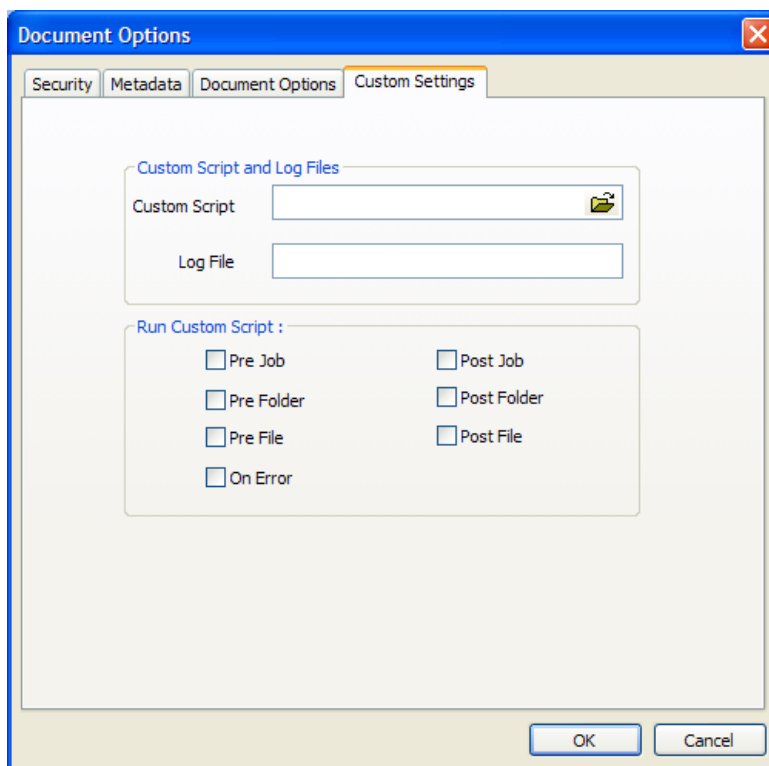 Document Options
Security Metadata Document Options Custom Settings
Custom Script and Log Files
Custom Script
Log File
Run Custom Script :
Pre Job Post Job
Pre Folder Post Folder
Pre File Post File
On Error
OK Cancel